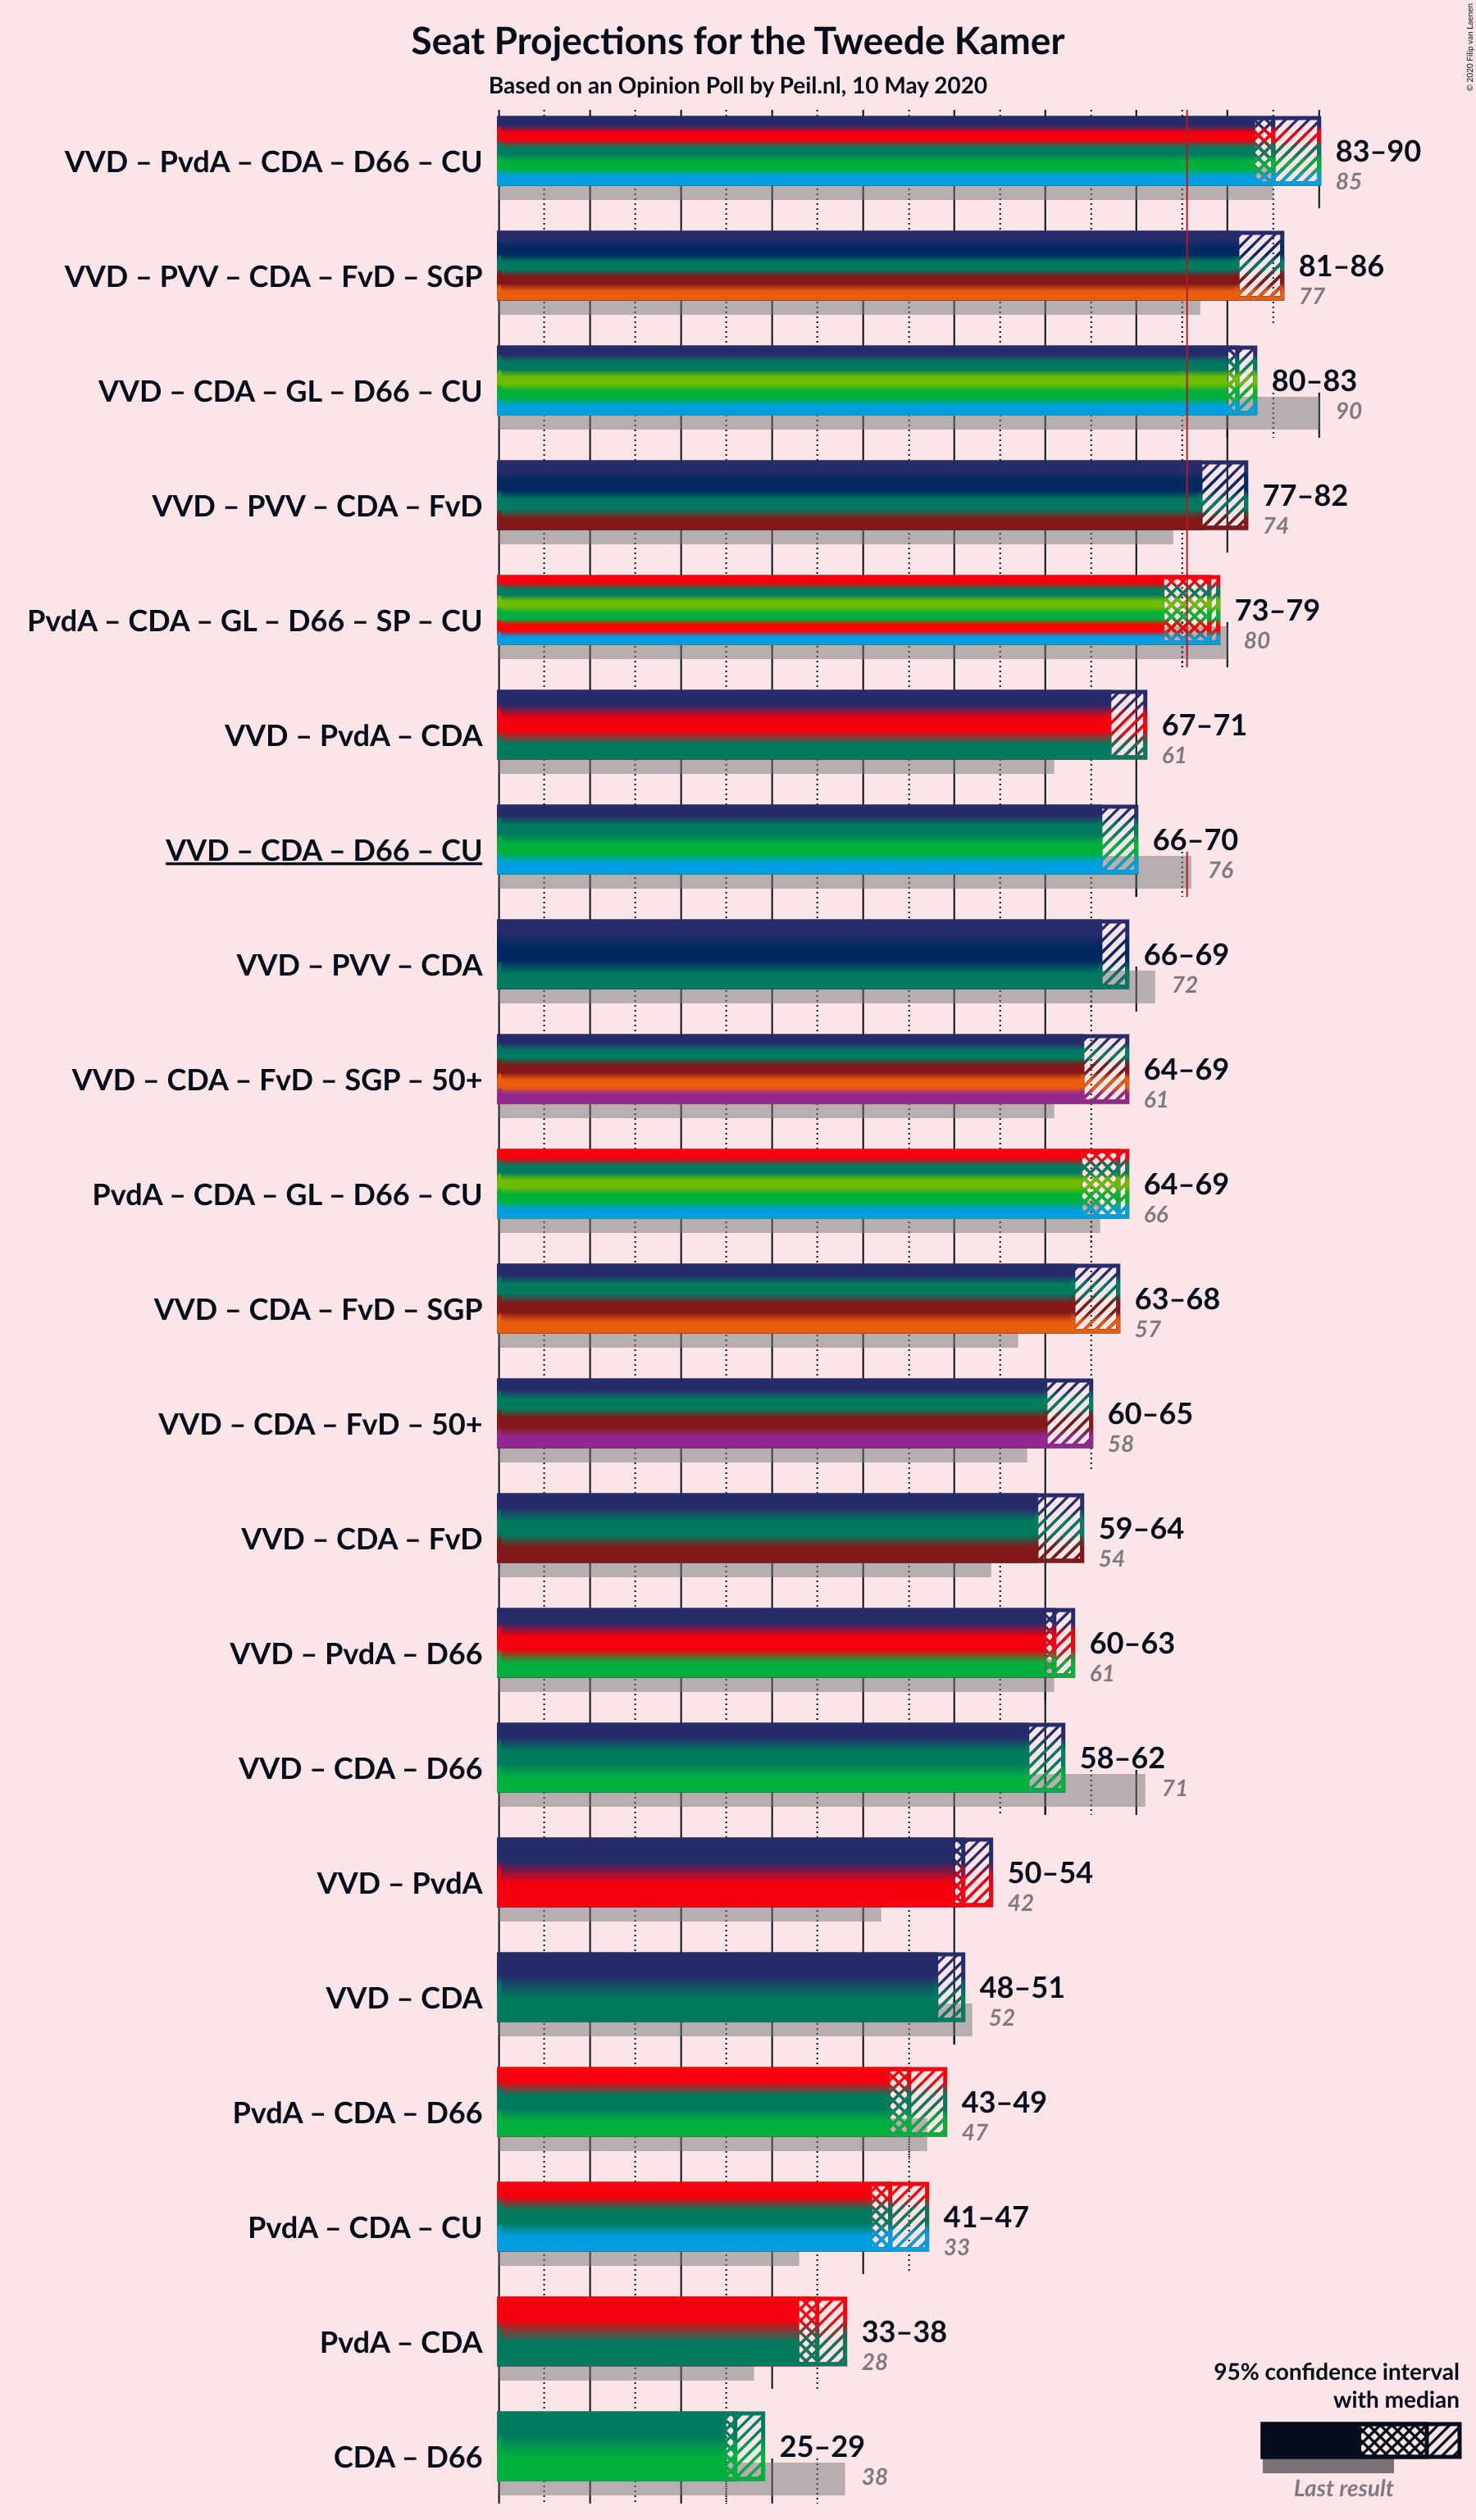 Seat Projections for the Tweede Kamer
Based on an Opinion Poll by Peil.nl, 10 May 2020
© 2020 Filip van Laenen
VVD – PvdA – CDA – D66 – CU
83–90
85
VVD – PVV – CDA – FvD – SGP
81–86
77
VVD – CDA – GL – D66 – CU
80–83
90
VVD – PVV – CDA – FvD
77–82
74
PvdA – CDA – GL – D66 – SP – CU
73–79
80
VVD – PvdA – CDA
67–71
61
VVD – CDA – D66 – CU
66–70
76
VVD – PVV – CDA
66–69
72
VVD – CDA – FvD – SGP – 50+
64–69
61
PvdA – CDA – GL – D66 – CU
64–69
66
VVD – CDA – FvD – SGP
63–68
57
VVD – CDA – FvD – 50+
60–65
58
VVD – CDA – FvD
59–64
54
VVD – PvdA – D66
60–63
61
VVD – CDA – D66
58–62
71
VVD – PvdA
50–54
42
VVD – CDA
48–51
52
PvdA – CDA – D66
43–49
47
PvdA – CDA – CU
41–47
33
PvdA – CDA
33–38
28
CDA – D66
25–29
38
95% confidence interval
with median
Last result